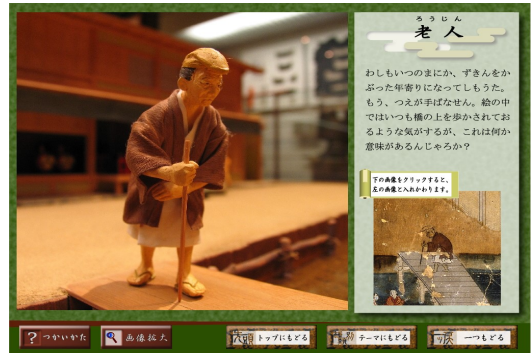 ろうじん
老人
わしもいつのまにか、ずきんをか
ぶった年寄りになってしもうた。
もう、つえが手ばなせん。絵の中
ではいつも橋の上を歩かされてお
るような気がするが、これは何か
意味があるんじゃろか？
下の画像をクリックすると、
左の画像と入れかわります。
? つかいかた
画像拡大
トップにもどる
テーマにもどる
一つもどる